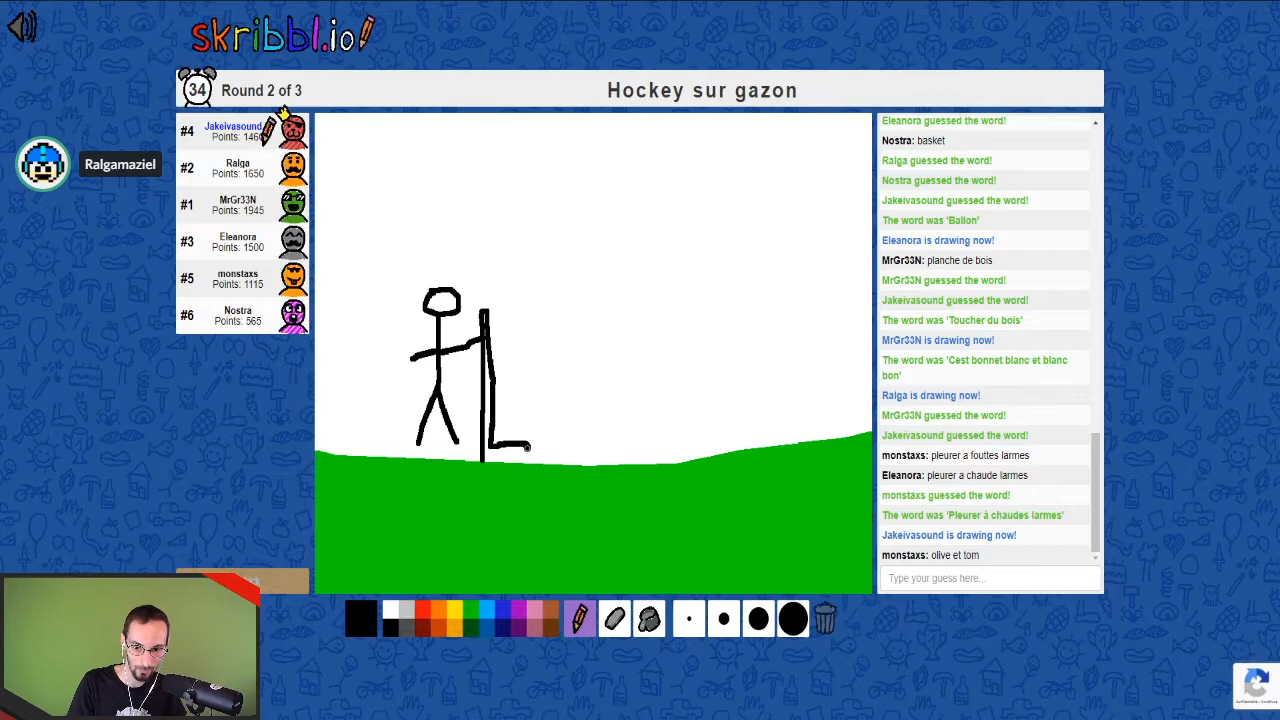 skribbl.io
34
Round 2 of 3
Hockey sur gazon
#4
Jakeivasound
Points: 1460
#2
Ralga
Points: 1650
#1
MrGr33N
Points: 1945
#3
Eleanora
Points: 1500
#5
monstaxs
Points: 1115
#6
Nostra
Points: 565
Ralgamaziel
Eleanora guessed the word!
Nostra: basket
Ralga guessed the word!
Nostra guessed the word!
Jakeivasound guessed the word!
The word was 'Ballon'
Eleanora is drawing now!
MrGr33N: planche de bois
MrGr33N guessed the word!
Jakeivasound guessed the word!
The word was 'Toucher du bois'
MrGr33N is drawing now!
The word was 'Cest bonnet blanc et blanc
bon'
Ralga is drawing now!
MrGr33N guessed the word!
Jakeivasound guessed the word!
monstaxs: pleurer a fouttes larmes
Eleanora: pleurer a chaude larmes
monstaxs guessed the word!
The word was 'Pleurer à chaudes larmes'
Jakeivasound is drawing now!
monstaxs: olive et tom
Type your guess here...